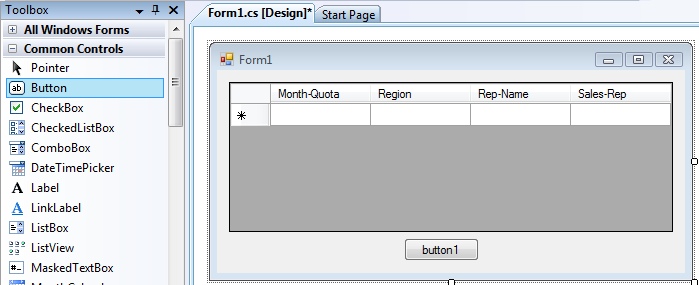 Toolbox
All Windows Forms
Common Controls
Pointer
Button
CheckBox
CheckedListBox
ComboBox
DateTimePicker
Label
LinkLabel
ListBox
ListView
MaskedTextBox
Form1.cs [Design]* Start Page
Form1
Month-Quota Region Rep-Name Sales-Rep
button1